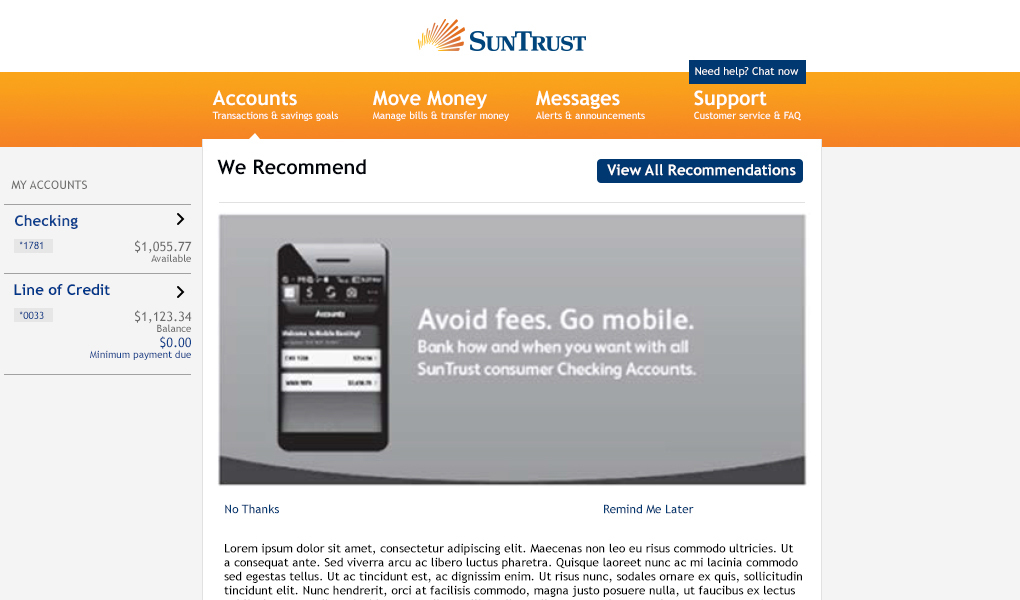 SUNTRUST
Need help? Chat now
Accounts
Transactions & savings goals
Move Money
Manage bills & transfer money
Messages
Alerts & announcements
Support
Customer service & FAQ
MY ACCOUNTS
Checking
*1781
$1,055.77
Available
Line of Credit
*0033
$1,123.34
Balance
$0.00
Minimum payment due
We Recommend
View All Recommendations
Accounts
Welcome to Mobile Banking!
Avoid fees. Go mobile.
Bank how and when you want with all
SunTrust consumer Checking Accounts.
No Thanks
Remind Me Later
Lorem ipsum dolor sit amet, consectetur adipiscing elit. Maecenas non leo eu risus commodo ultricies. Ut
a consequat ante. Sed viverra arcu ac libero luctus pharetra. Quisque laoreet nunc ac mi lacinia commodo
sed egestas tellus. Ut ac tincidunt est, ac dignissim enim. Ut risus nunc, sodales ornare ex quis, sollicitudin
tincidunt elit. Nunc hendrerit, orci at facilisis commodo, magna justo posuere nulla, ut faucibus ex lectus